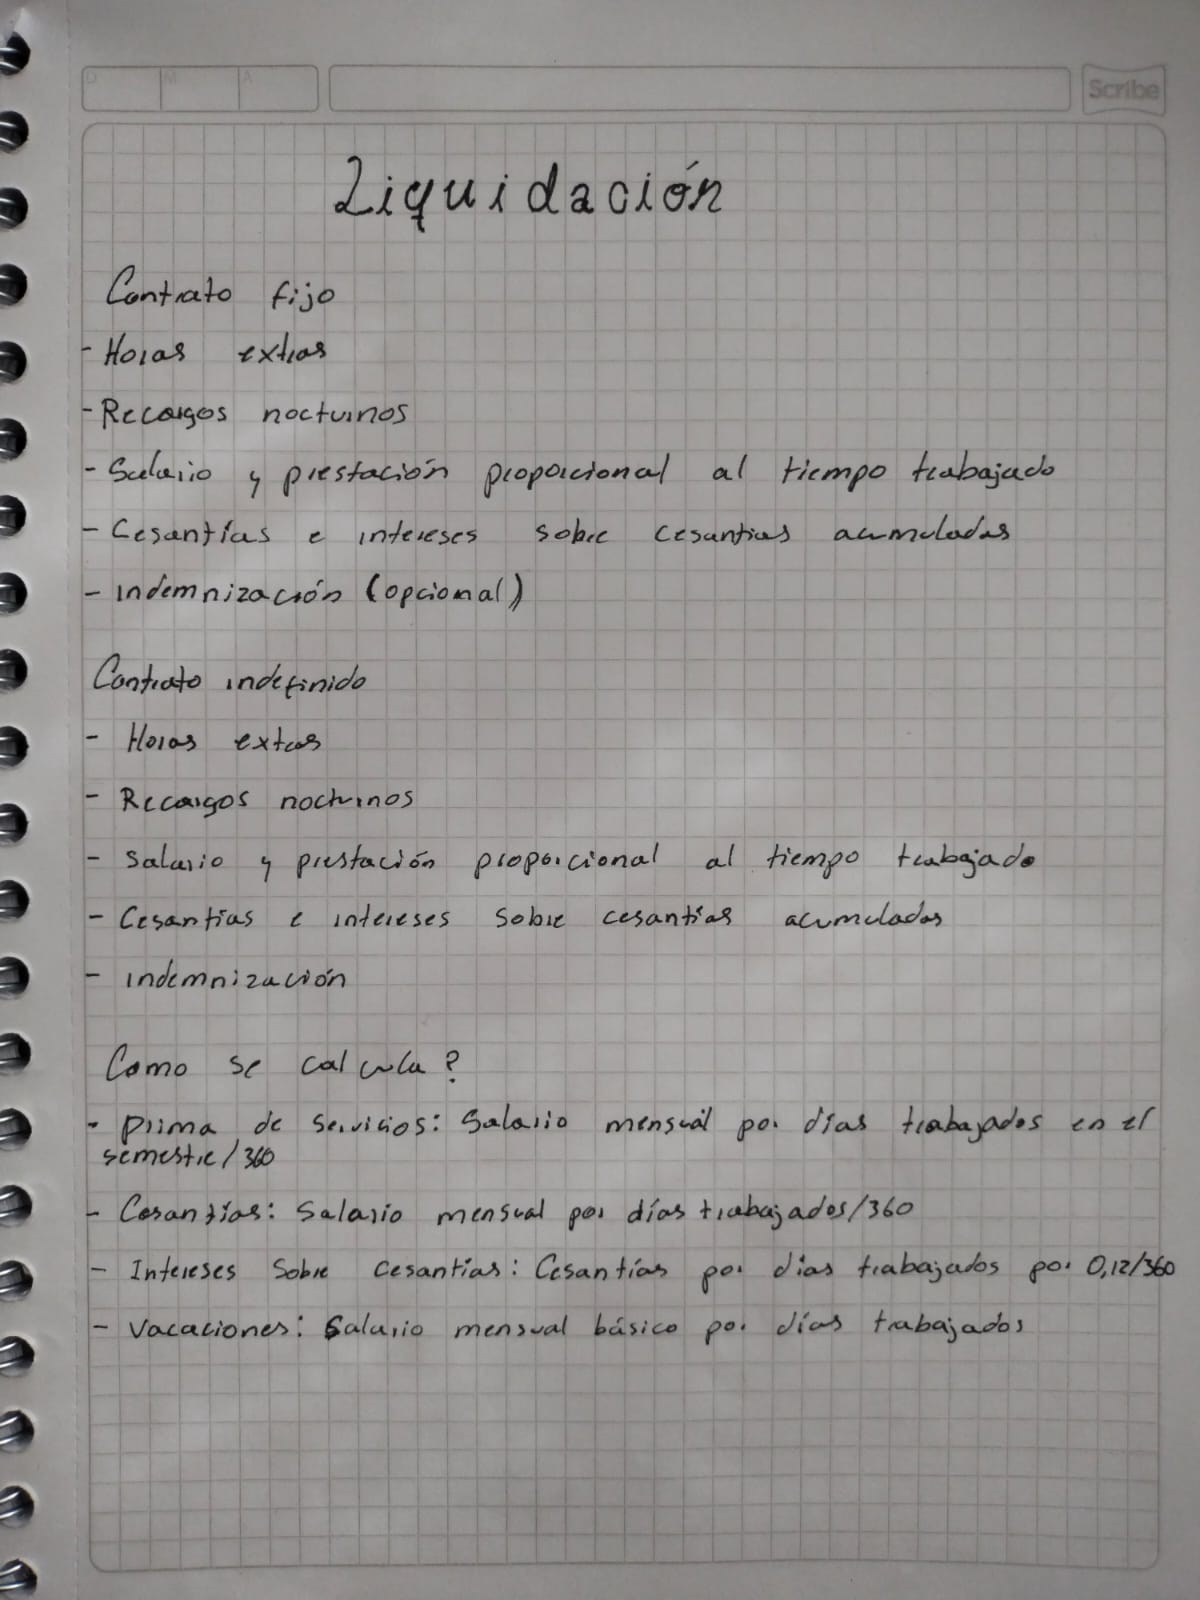 D M A
Scribe
Liquidación
Contrato fijo
- Horas extras
- Recargos nocturnos
- Salario y prestación proporcional al tiempo trabajado
- Cesantías e intereses sobre cesantias acumuladas
- indemnización (opcional)
Contrato indefinido
- Horas extras
- Recargos nocturnos
- salario y prestación proporcional al tiempo trabajado
- Cesantias e intereses sobre cesantías acumuladas
- indemnización
Como se calcula?
- prima de servicios: Salario mensual por días trabajados en el
semestre/360
- Cesantías: Salario mensual por días trabajados/360
- Intereses sobre cesantías: Cesantías por dias trabajados por 0,12/360
- Vacaciones: Salario mensual básico por días trabajados